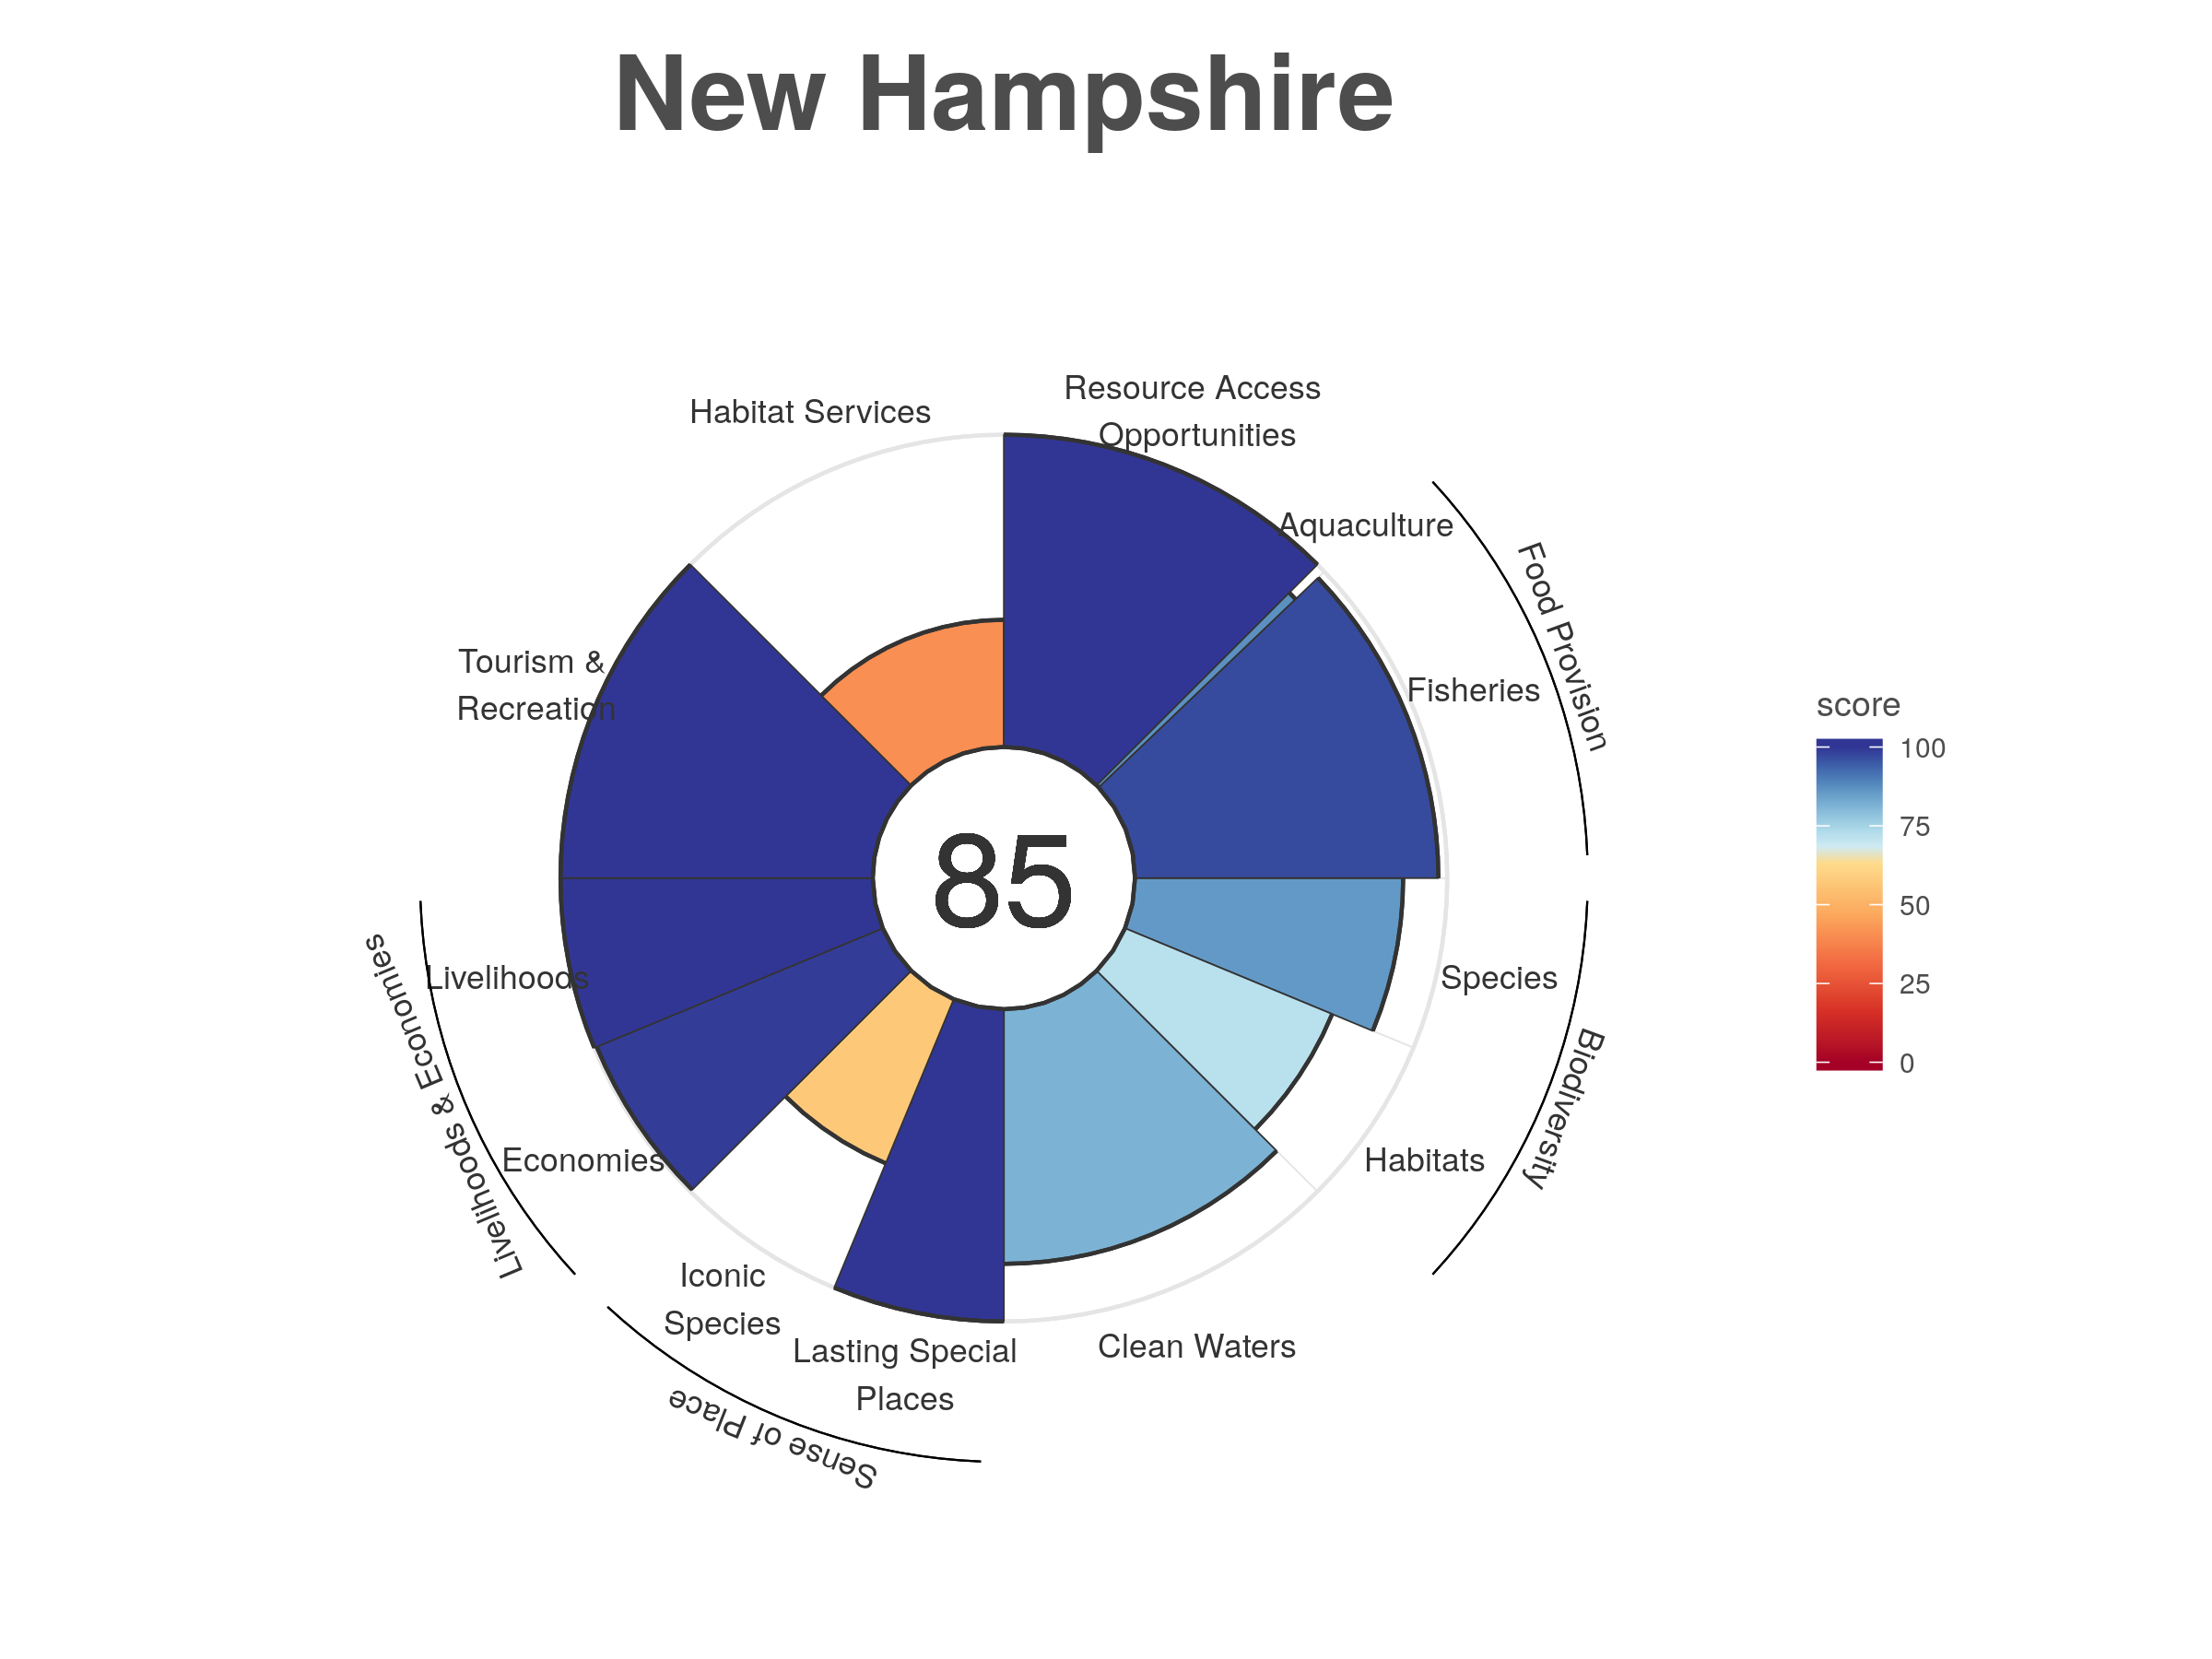 New Hampshire
Habitat Services
Resource Access
Opportunities
Aquaculture
Food Provision
Fisheries
Tourism &
Recreation
85
Livelihoods
Livelihoods & Economies
Economies
Species
Biodiversity
Habitats
Iconic
Species
Lasting Special
Places
Clean Waters
Sense of Place
score
100
75
50
25
0